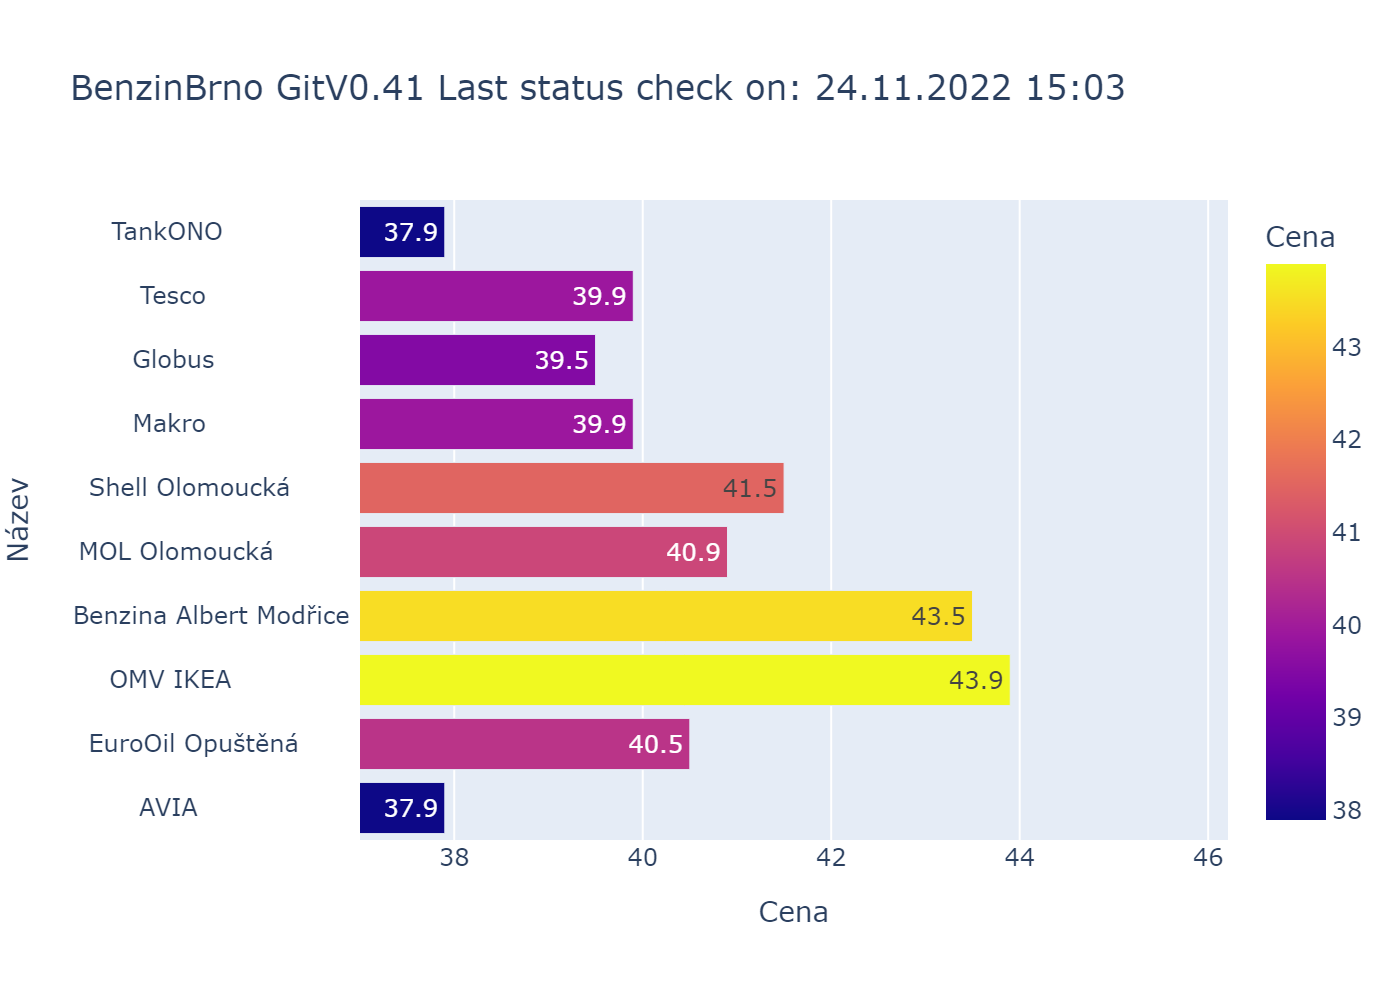 BenzinBrno GitV0.41 Last status check on: 24.11.2022 15:03
Název
TankONO 37.9
Tesco 39.9
Globus 39.5
Makro 39.9
Shell Olomoucká 41.5
MOL Olomoucká 40.9
Benzina Albert Modřice 43.5
OMV IKEA 43.9
EuroOil Opuštěná 40.5
AVIA 37.9
38 40 42 44 46
Cena
Cena
43
42
41
40
39
38